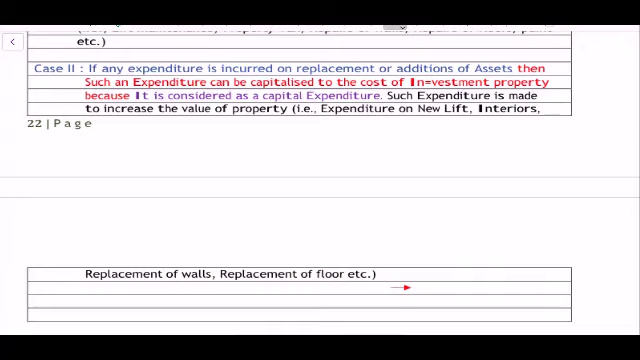 etc.)
Case II : If any expenditure is incurred on replacement or additions of Assets then
Such an Expenditure can be capitalised to the cost of In=vestment property
because It is considered as a capital Expenditure. Such Expenditure is made
to increase the value of property (i.e., Expenditure on New Lift, Interiors,
22 | P a g e
Replacement of walls, Replacement of floor etc.)